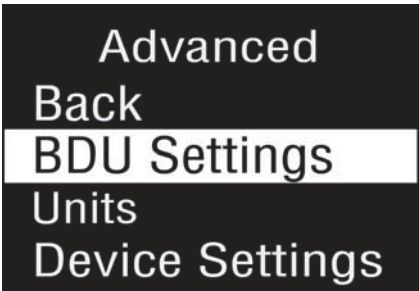 Advanced
Back
BDU Settings
Units
Device Settings